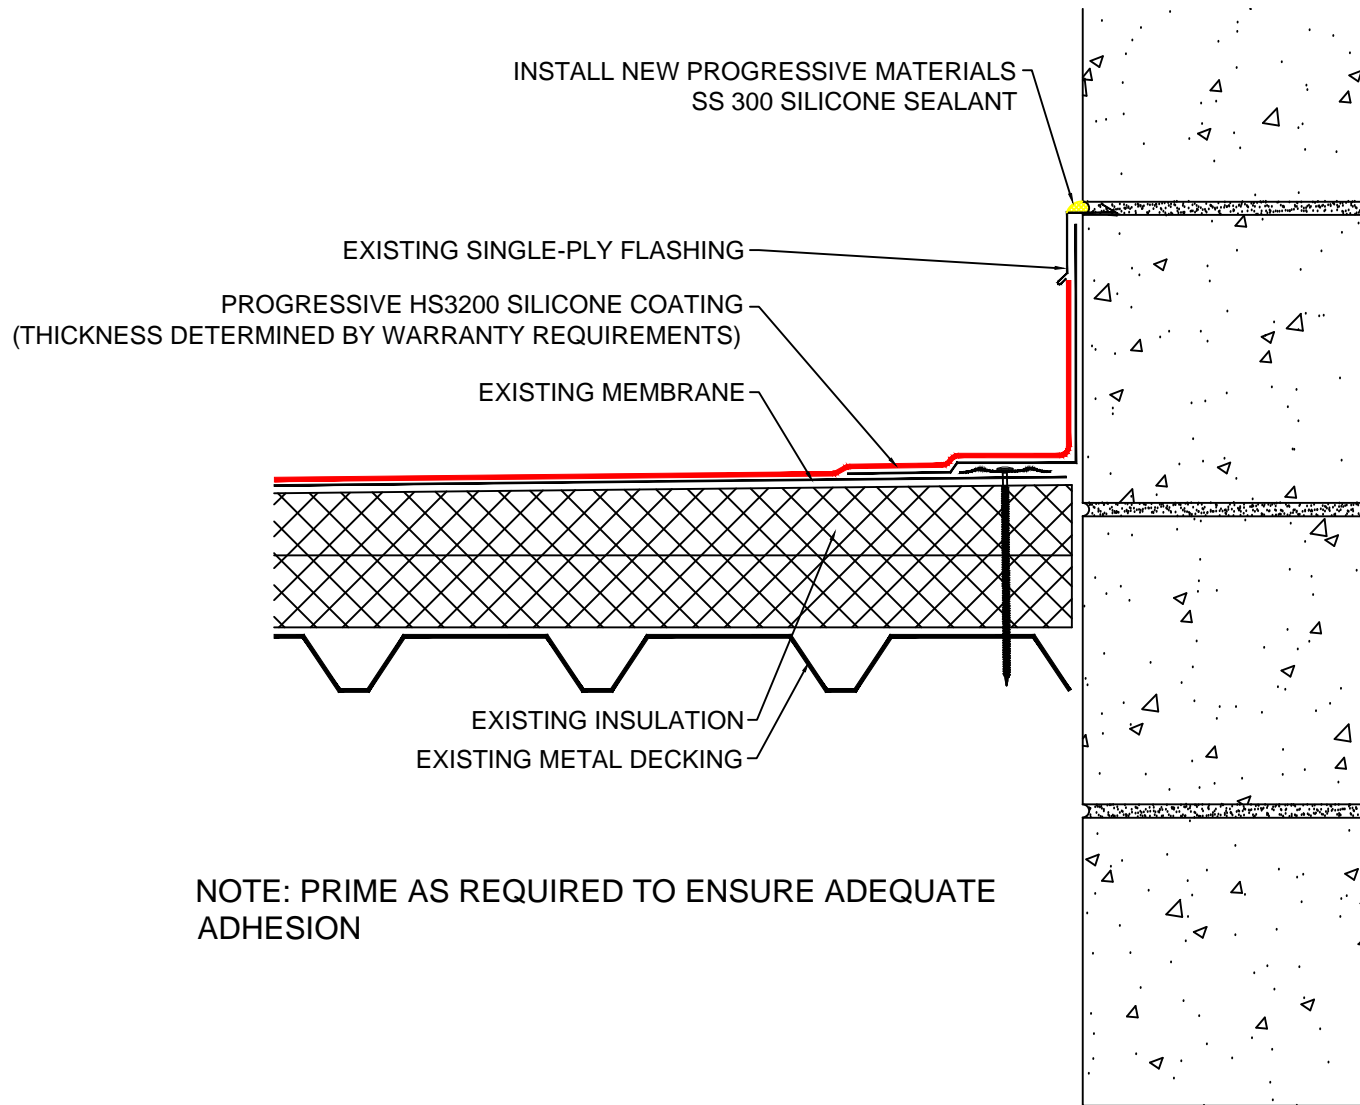 INSTALL NEW PROGRESSIVE MATERIALS
SS 300 SILICONE SEALANT
EXISTING SINGLE-PLY FLASHING
PROGRESSIVE HS3200 SILICONE COATING
(THICKNESS DETERMINED BY WARRANTY REQUIREMENTS)
EXISTING MEMBRANE
EXISTING INSULATION
EXISTING METAL DECKING
NOTE: PRIME AS REQUIRED TO ENSURE ADEQUATE
ADHESION